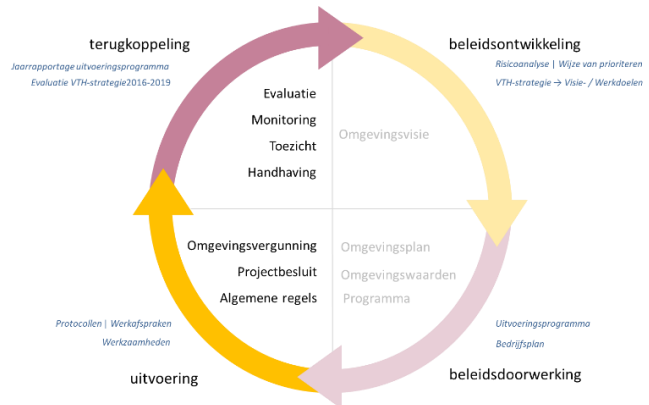 terugkoppeling
Jaarrapportage uitvoeringsprogramma
Evaluatie VTH-strategie2016-2019
beleidsontwikkeling
Risicoanalyse | Wijze van prioriteren
VTH-strategie → Visie- / Werkdoelen
Evaluatie
Monitoring
Toezicht
Handhaving
Omgevingsvisie
Omgevingsvergunning
Projectbesluit
Algemene regels
Omgevingsplan
Omgevingswaarden
Programma
Protocollen | Werkafspraken
Werkzaamheden
uitvoering
Uitvoeringsprogramma
Bedrijfsplan
beleidsdoorwerking